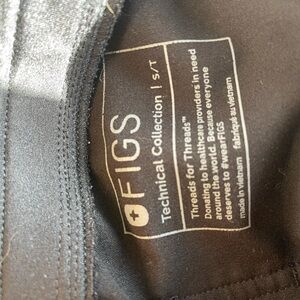 FIGS
Technical Collection | S/T
Threads for Threads™
Donating to healthcare providers in need
around the world. Because everyone
deserves to #wearFIGS
made in vietnam fabriqué au vietnam